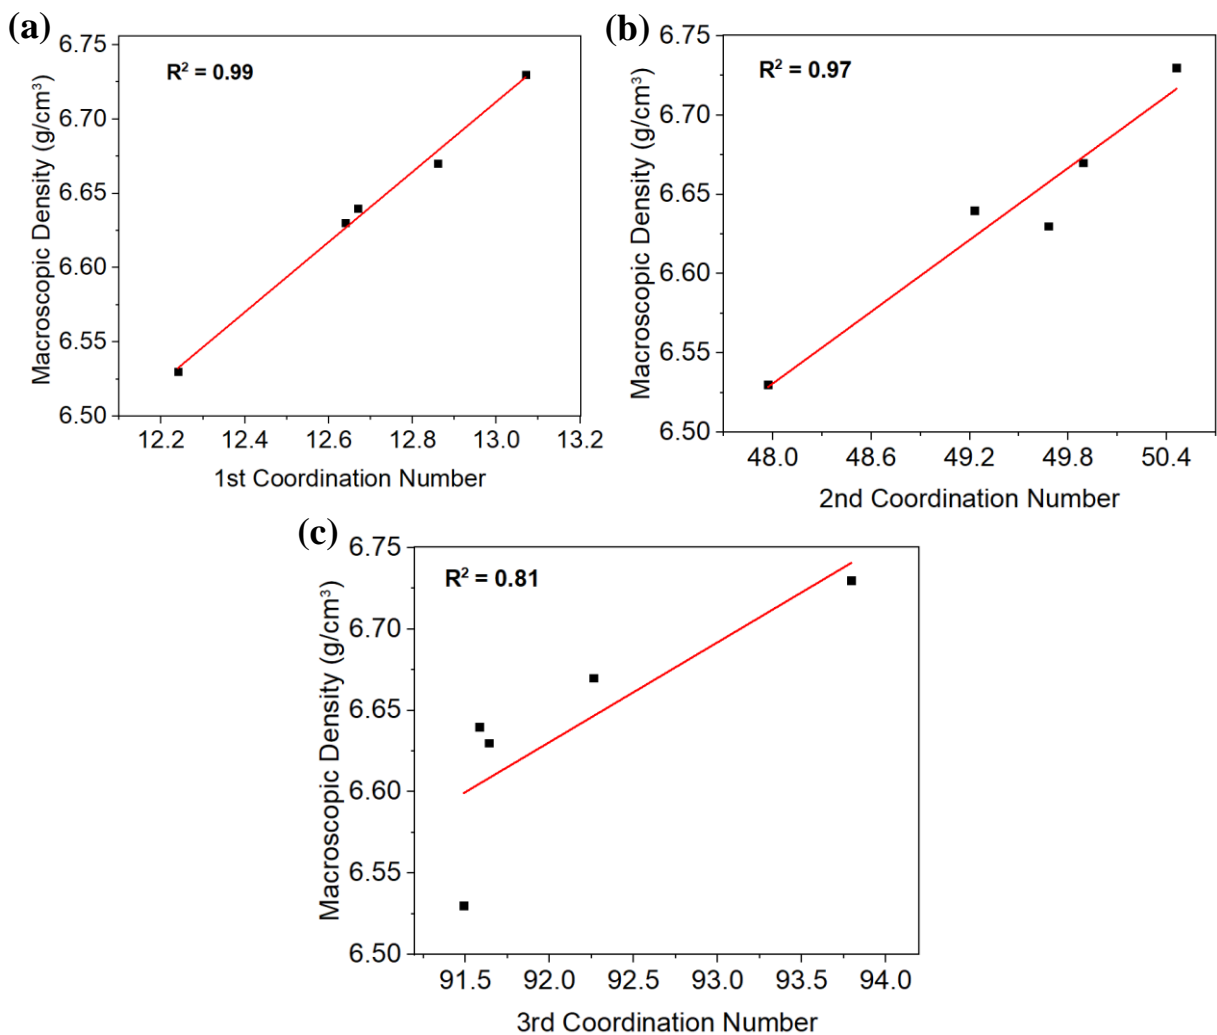 (a)
R² = 0.99
Macroscopic Density (g/cm³)
6.75
6.70
6.65
6.60
6.55
6.50
12.2 12.4 12.6 12.8 13.0 13.2
1st Coordination Number
(b)
R² = 0.97
Macroscopic Density (g/cm³)
6.75
6.70
6.65
6.60
6.55
6.50
48.0 48.6 49.2 49.8 50.4
2nd Coordination Number
(c)
R² = 0.81
Macroscopic Density (g/cm³)
6.75
6.70
6.65
6.60
6.55
6.50
91.5 92.0 92.5 93.0 93.5 94.0
3rd Coordination Number